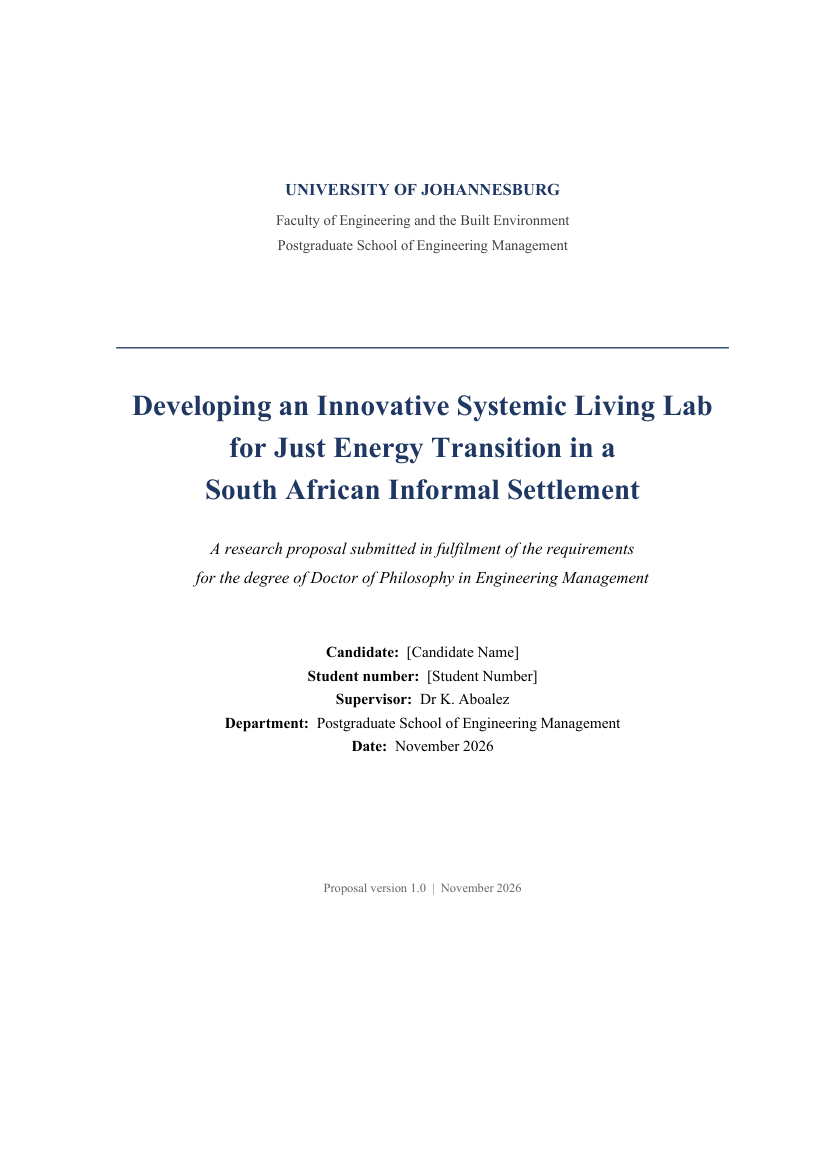 UNIVERSITY OF JOHANNESBURG
Faculty of Engineering and the Built Environment
Postgraduate School of Engineering Management
Developing an Innovative Systemic Living Lab
for Just Energy Transition in a
South African Informal Settlement
A research proposal submitted in fulfilment of the requirements
for the degree of Doctor of Philosophy in Engineering Management
Candidate: [Candidate Name]
Student number: [Student Number]
Supervisor: Dr K. Aboalez
Department: Postgraduate School of Engineering Management
Date: November 2026
Proposal version 1.0 | November 2026